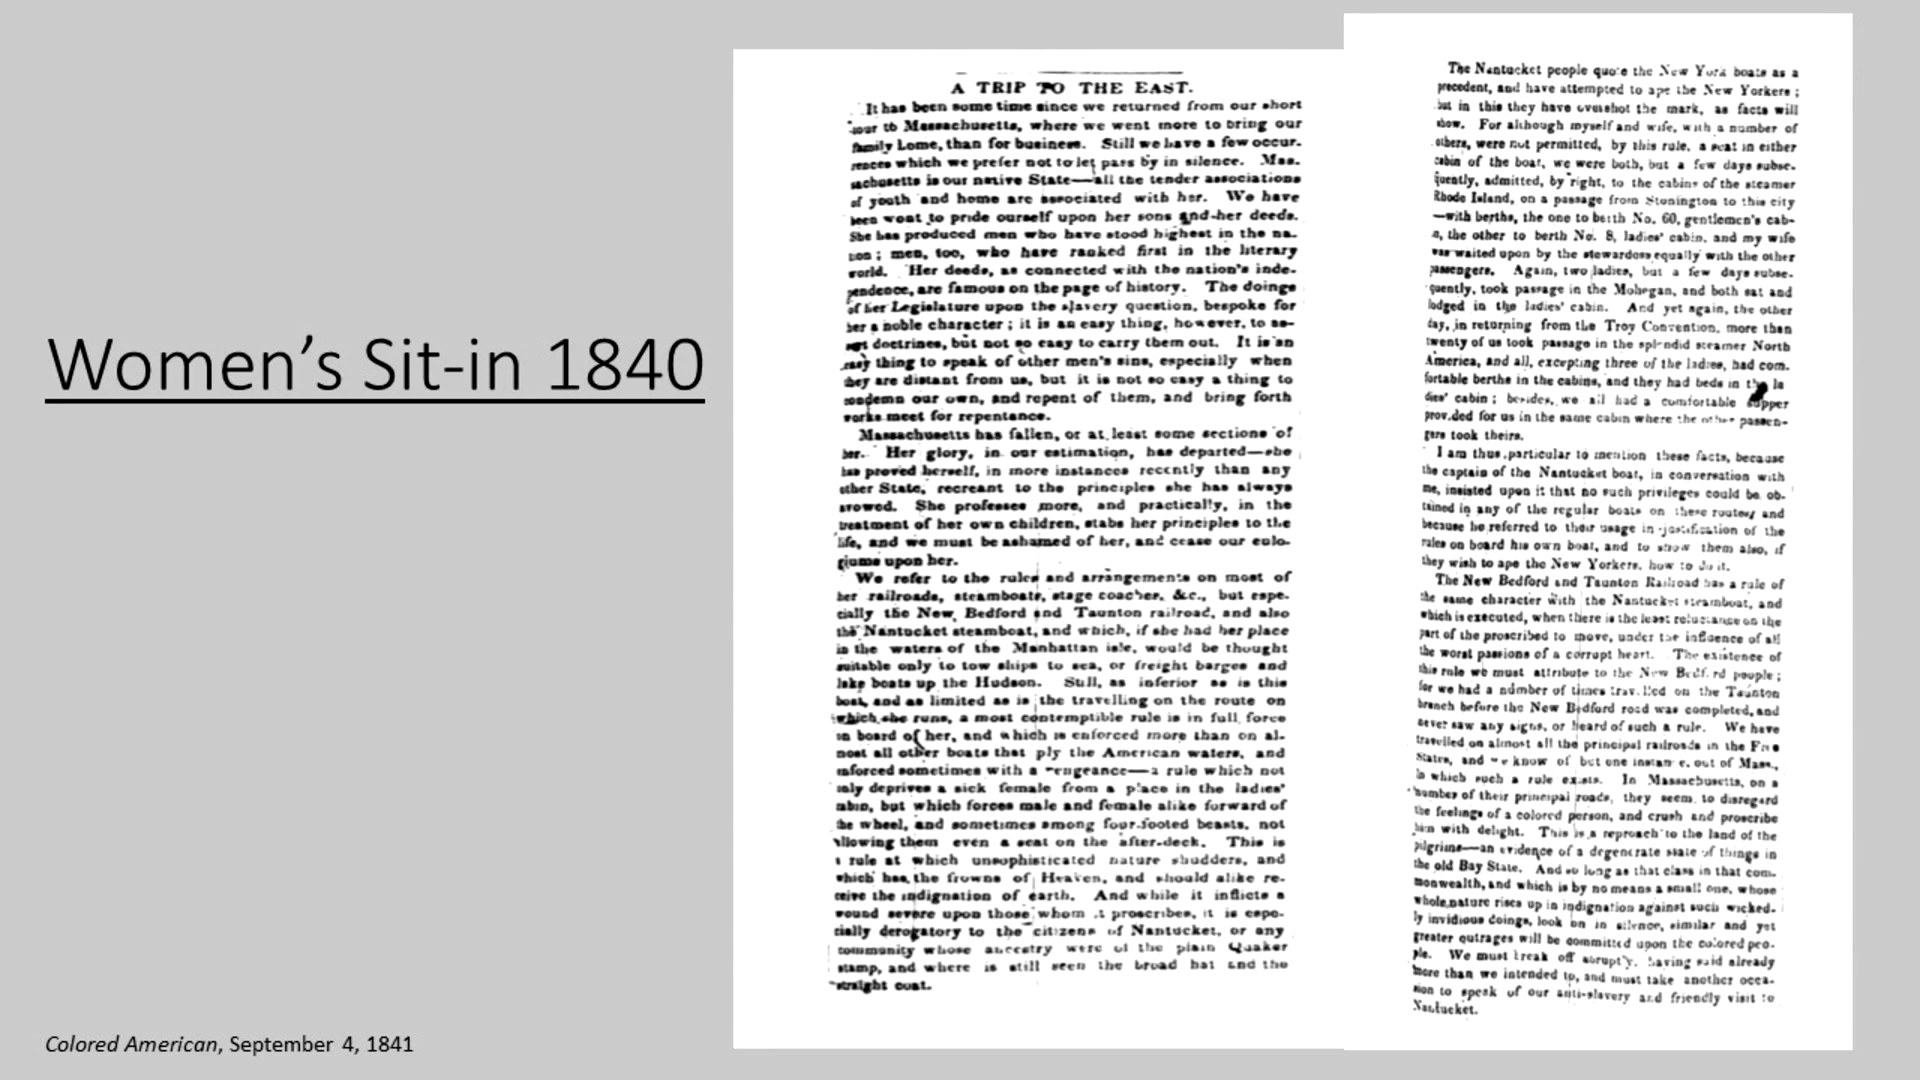 Women's Sit-in 1840
Colored American, September 4, 1841
A TRIP TO THE EAST.
It has been some time since we returned from our short
tour to Massachusetts, where we went more to bring our
family Lome, than for business. Still we have a few occur-
rences which we prefer not to let pass by in silence. Mas-
sachusetts is our native State—all the tender associations
of youth and home are associated with her. We have
been wont to pride ourself upon her sons and her deeds.
She has produced men who have stood highest in the na-
tion; men, too, who have ranked first in the literary
world. Her deeds, as connected with the nation's inde-
pendence, are famous on the page of history. The doings
of her Legislature upon the slavery question, bespoke for
her a noble character; it is an easy thing, however, to as-
sert doctrines, but not so easy to carry them out. It is an
easy thing to speak of other men's sins, especially when
they are distant from us, but it is not so easy a thing to
condemn our own, and repent of them, and bring forth
works meet for repentance.
Massachusetts has fallen, or at least some sections of
her. Her glory, in our estimation, has departed—she
has proved herself, in more instances recently than any
other State, recreant to the principles she has always
avowed. She professes more, and practically, in the
treatment of her own children, stabs her principles to the
life, and we must be ashamed of her, and cease our eulo-
giums upon her.
We refer to the rules and arrangements on most of
her railroads, steamboats, stage coaches, &c., but espe-
cially the New Bedford and Taunton railroad, and also
the Nantucket steamboat, and which, if she had her place
in the waters of the Manhattan isle, would be thought
suitable only to tow ships to sea, or freight barges and
lake boats up the Hudson. Still, as inferior as is this
boat, and as limited as is the travelling on the route on
which she runs, a most contemptible rule is in full force
on board of her, and which is enforced more than on al-
most all other boats that ply the American waters, and
enforced sometimes with a vengeance—a rule which not
only deprives a sick female from a place in the ladies'
cabin, but which forces male and female alike forward of
the wheel, and sometimes among four-footed beasts, not
allowing them even a seat on the after-deck. This is
a rule at which unsophisticated nature shudders, and
which has the frowns of Heaven, and should alike re-
ceive the indignation of earth. And while it inflicts a
wound severe upon those whom it proscribes, it is espe-
cially derogatory to the citizens of Nantucket, or any
community whose ancestry were of the plain Quaker
stamp, and where is still seen the broad hat and the
straight coat.
The Nantucket people quote the New York boats as a
precedent, and have attempted to ape the New Yorkers;
but in this they have overshot the mark, as facts will
show. For although myself and wife, with a number of
others, were not permitted, by this rule, a seat in either
cabin of the boat, we were both, but a few days subse-
quently, admitted, by right, to the cabins of the steamer
Rhode Island, on a passage from Stonington to this city
—with berths, the one to berth No. 60, gentlemen's cab-
in, the other to berth No. 8, ladies' cabin, and my wife
was waited upon by the stewardess equally with the other
passengers. Again, two ladies, but a few days subse-
quently, took passage in the Mohegan, and both sat and
lodged in the ladies' cabin. And yet again, the other
day, in returning from the Troy Convention, more than
twenty of us took passage in the splendid steamer North
America, and all, excepting three of the ladies, had com-
fortable berths in the cabins, and they had beds in the la
dies' cabin; besides, we all had a comfortable supper
provided for us in the same cabin where the other passen-
gers took theirs.
I am thus particular to mention these facts, because
the captain of the Nantucket boat, in conversation with
me, insisted upon it that no such privileges could be ob-
tained in any of the regular boats on these routes, and
because he referred to their usage in justification of the
rules on board his own boat, and to show them also, if
they wish to ape the New Yorkers, how to do it.
The New Bedford and Taunton Railroad has a rule of
the same character with the Nantucket steamboat, and
which is executed, when there is the least reluctance on the
part of the proscribed to move, under the influence of all
the worst passions of a corrupt heart. The existence of
this rule we must attribute to the New Bedford people;
for we had a number of times travelled on the Taunton
branch before the New Bedford road was completed, and
never saw any signs, or heard of such a rule. We have
travelled on almost all the principal railroads in the Free
States, and we know of but one instance, out of Mass.,
in which such a rule exists. In Massachusetts, on a
number of their principal roads, they seem to disregard
the feelings of a colored person, and crush and proscribe
him with delight. This is a reproach to the land of the
pilgrims—an evidence of a degenerate state of things in
the old Bay State. And so long as that class in that com-
monwealth, and which is by no means a small one, whose
whole nature rises up in indignation against such wicked-
ly invidious doings, look on in silence, similar and yet
greater outrages will be committed upon the colored peo-
ple. We must break off abruptly, having said already
more than we intended to, and must take another occa-
sion to speak of our anti-slavery and friendly visit to
Nantucket.